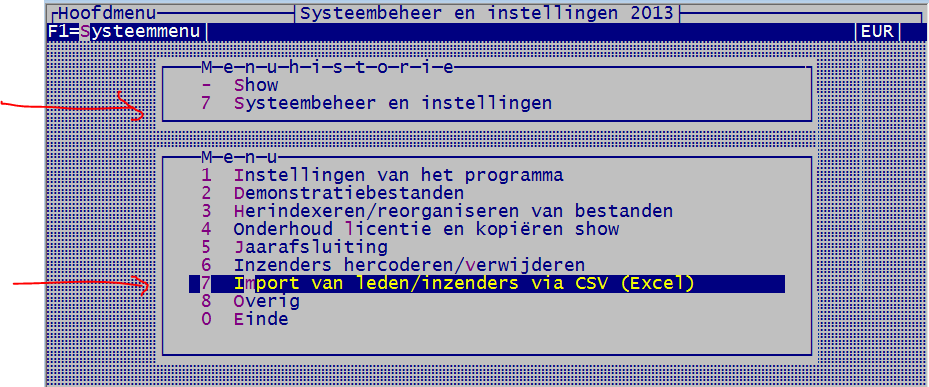 Hoofdmenu Systeembeheer en instellingen 2013
F1=Systeemmenu EUR
M-e-n-u-h-i-s-t-o-r-i-e
- Show
7 Systeembeheer en instellingen
M-e-n-u
1 Instellingen van het programma
2 Demonstratiebestanden
3 Herindexeren/reorganiseren van bestanden
4 Onderhoud licentie en kopiëren show
5 Jaarafsluiting
6 Inzenders hercoderen/verwijderen
7 Import van leden/inzenders via CSV (Excel)
8 Overig
0 Einde